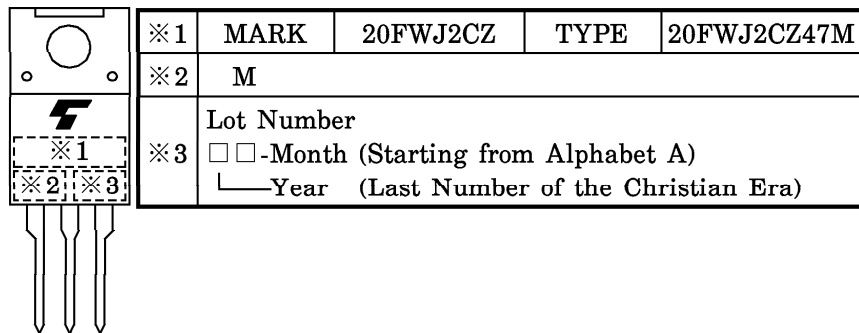 ※1 MARK 20FWJ2CZ TYPE 20FWJ2CZ47M
※2 M
※3 Lot Number
□□-Month (Starting from Alphabet A)
Year (Last Number of the Christian Era)
※1
※2 ※3